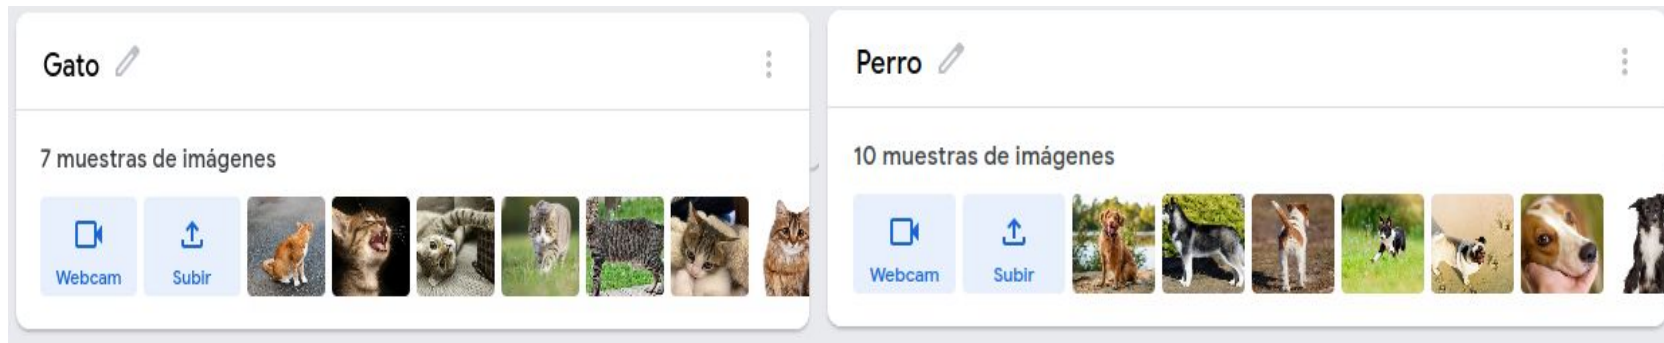 Gato
7 muestras de imágenes
Webcam
Subir
Perro
10 muestras de imágenes
Webcam
Subir